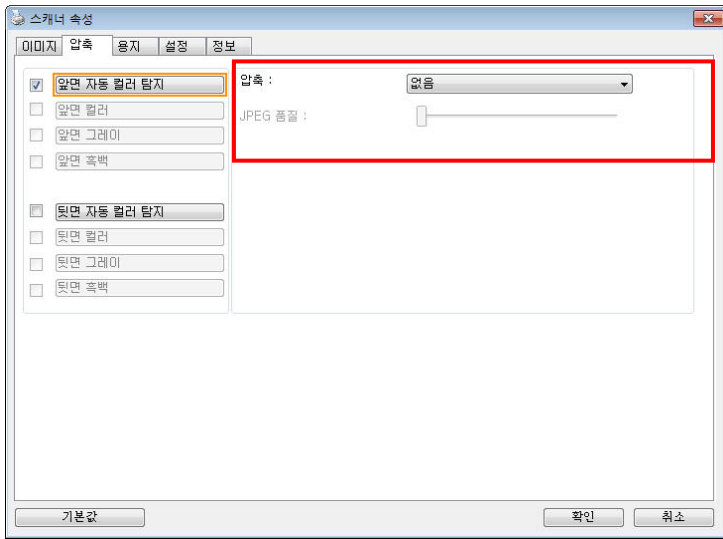 스캐너 속성
이미지 압축 용지 설정 정보
앞면 자동 컬러 탐지
앞면 컬러
앞면 그레이
앞면 흑백
뒷면 자동 컬러 탐지
뒷면 컬러
뒷면 그레이
뒷면 흑백
압축 : 없음
JPEG 품질 :
기본값 확인 취소